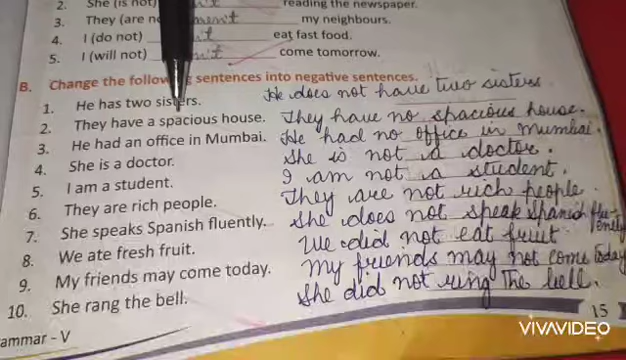 2. She (is not) n't reading the newspaper.
3. They (are no ren't my neighbours.
4. I (do not) n't eat fast food.
5. I (will not) n't come tomorrow.
B. Change the following sentences into negative sentences.
1. He has two sisters. He does not have two sisters
2. They have a spacious house. They have no spacious house.
3. He had an office in Mumbai. He had no office in mumbai.
4. She is a doctor. She is not a doctor.
5. I am a student. I am not a student.
6. They are rich people. They are not rich people.
7. She speaks Spanish fluently. She does not speak Spanish fluently
8. We ate fresh fruit. We did not eat fruit
9. My friends may come today. My friends may not come today
10. She rang the bell. She did not ring The bell.
ammar - V
15
VIVAVIDEO